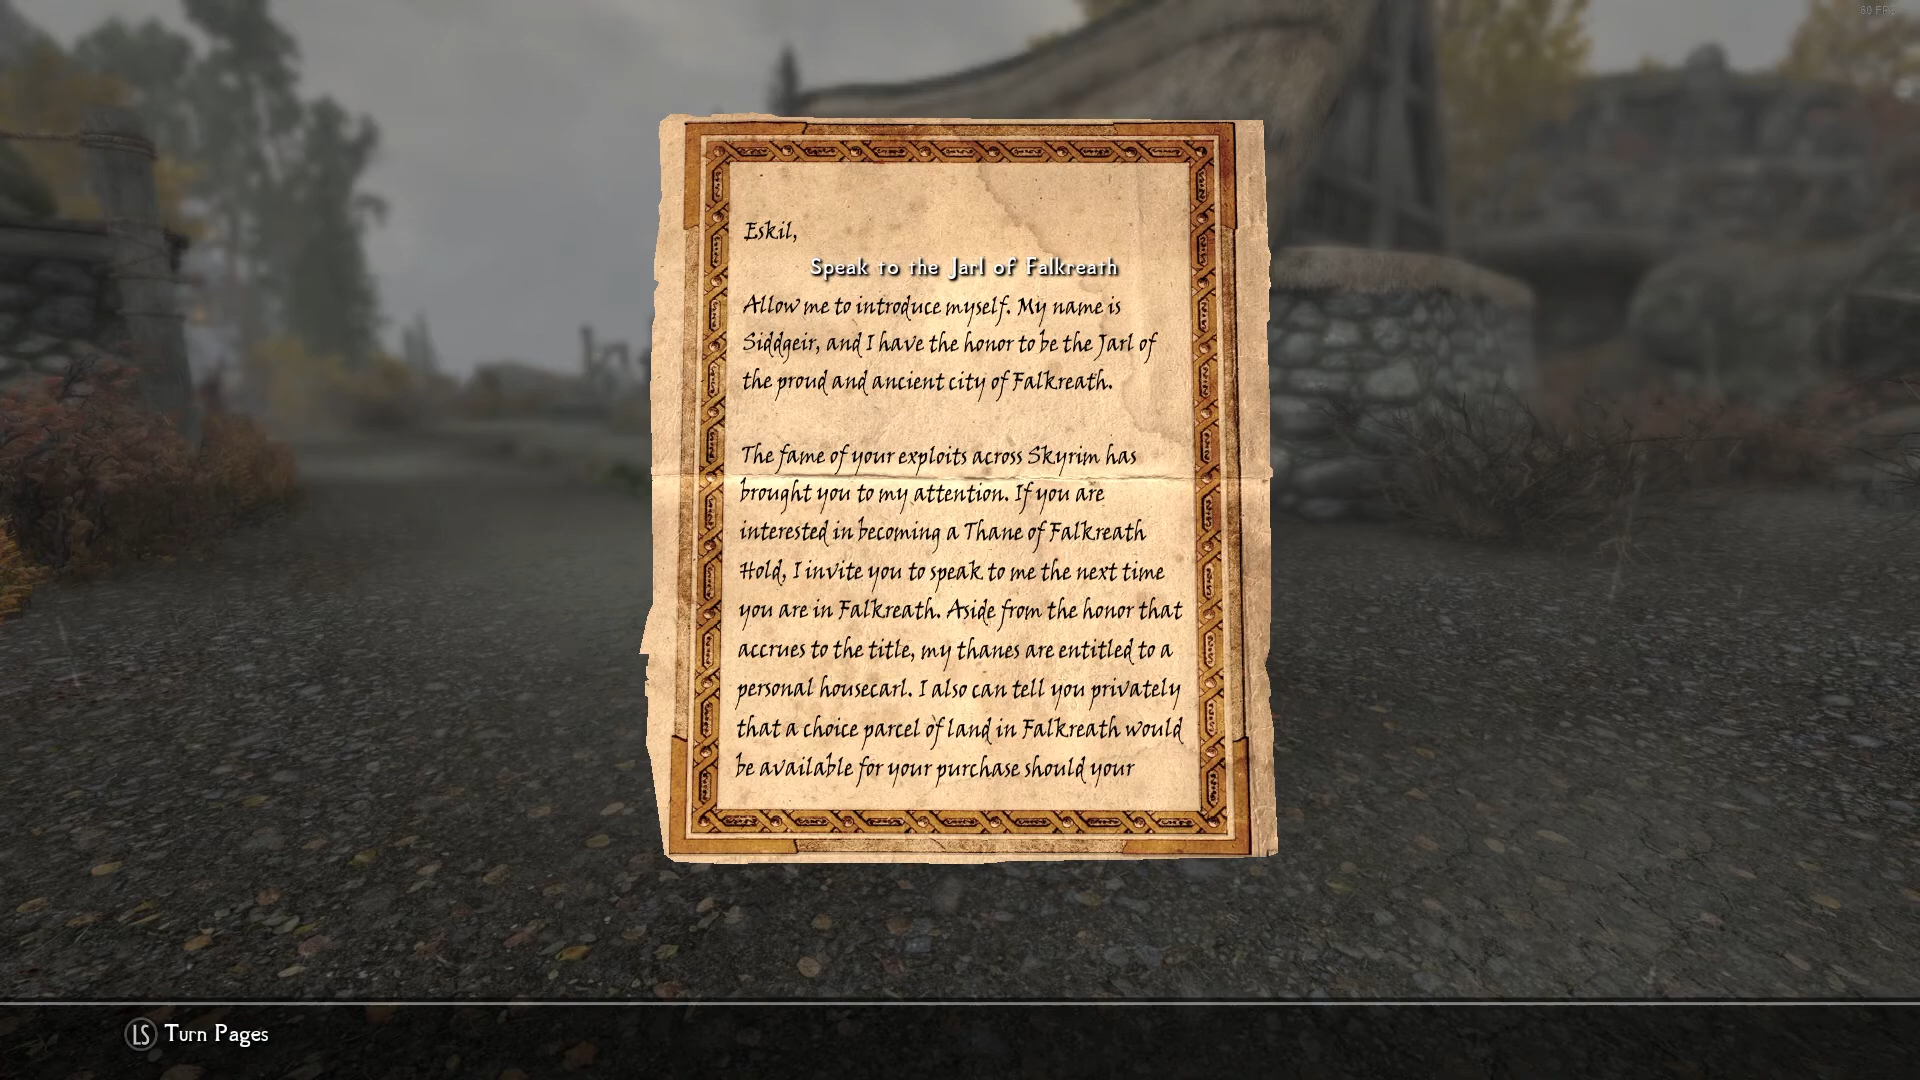 60 FPS
Eskil,
Speak to the Jarl of Falkreath
Allow me to introduce myself. My name is
Siddgeir, and I have the honor to be the Jarl of
the proud and ancient city of Falkreath.
The fame of your exploits across Skyrim has
brought you to my attention. If you are
interested in becoming a Thane of Falkreath
Hold, I invite you to speak to me the next time
you are in Falkreath. Aside from the honor that
accrues to the title, my thanes are entitled to a
personal housecarl. I also can tell you privately
that a choice parcel of land in Falkreath would
be available for your purchase should your
LS Turn Pages